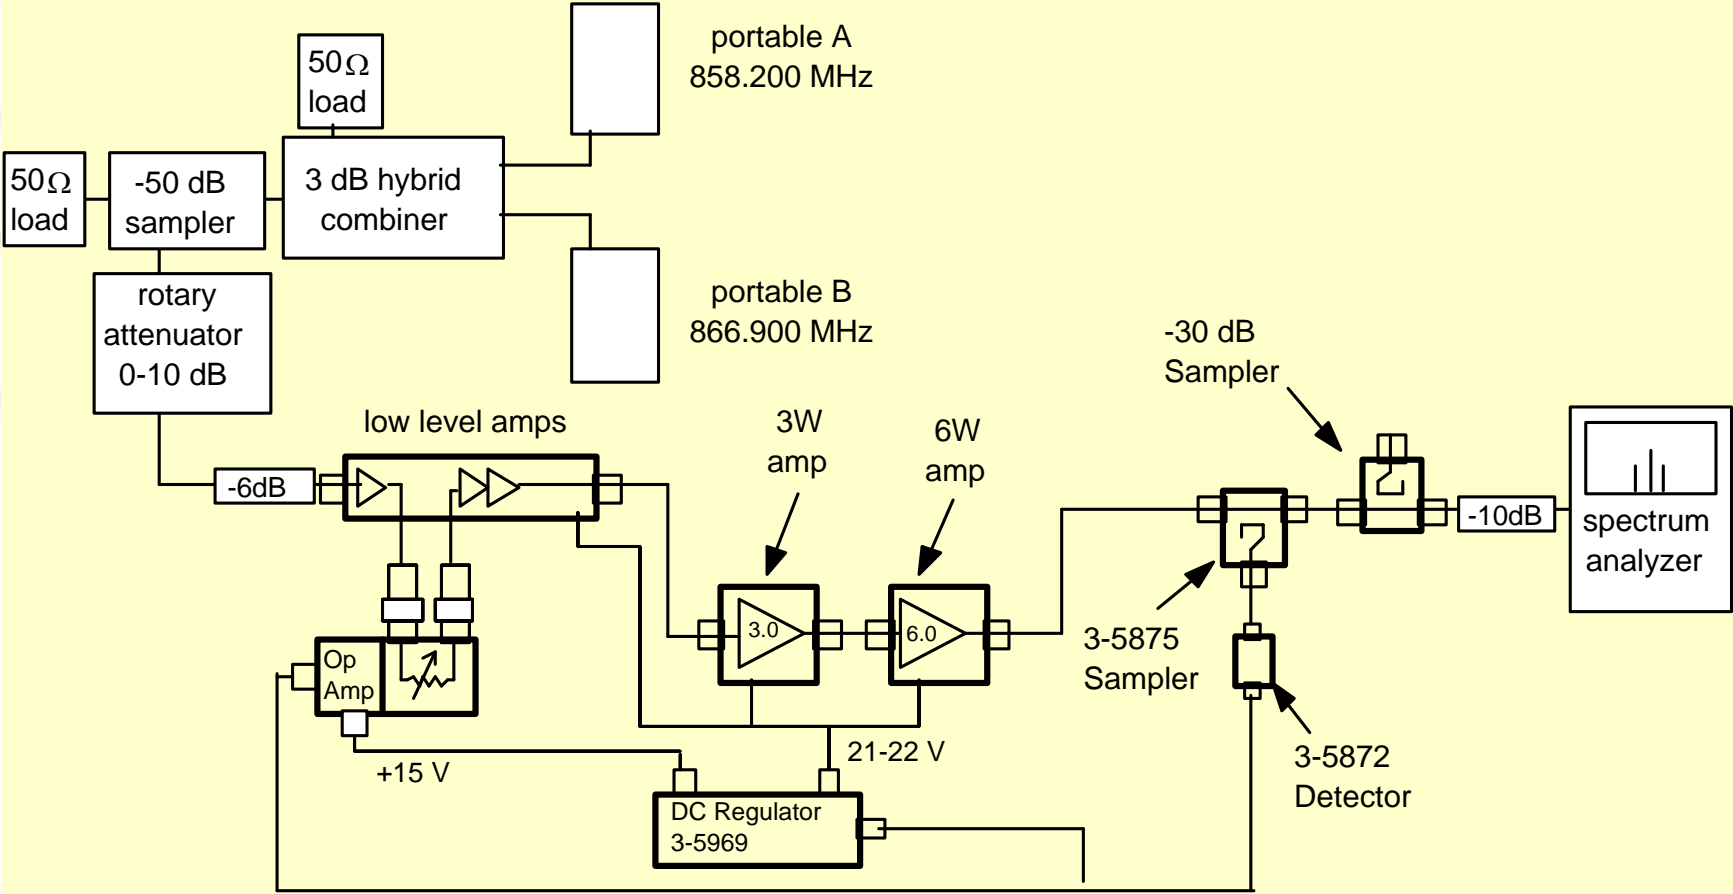 portable A
858.200 MHz
50Ω
load
50Ω
load
-50 dB
sampler
3 dB hybrid
combiner
rotary
attenuator
0-10 dB
portable B
866.900 MHz
-30 dB
Sampler
low level amps
3W
amp
6W
amp
-6dB
-10dB
spectrum
analyzer
3.0
6.0
3-5875
Sampler
Op
Amp
+15 V
21-22 V
3-5872
Detector
DC Regulator
3-5969